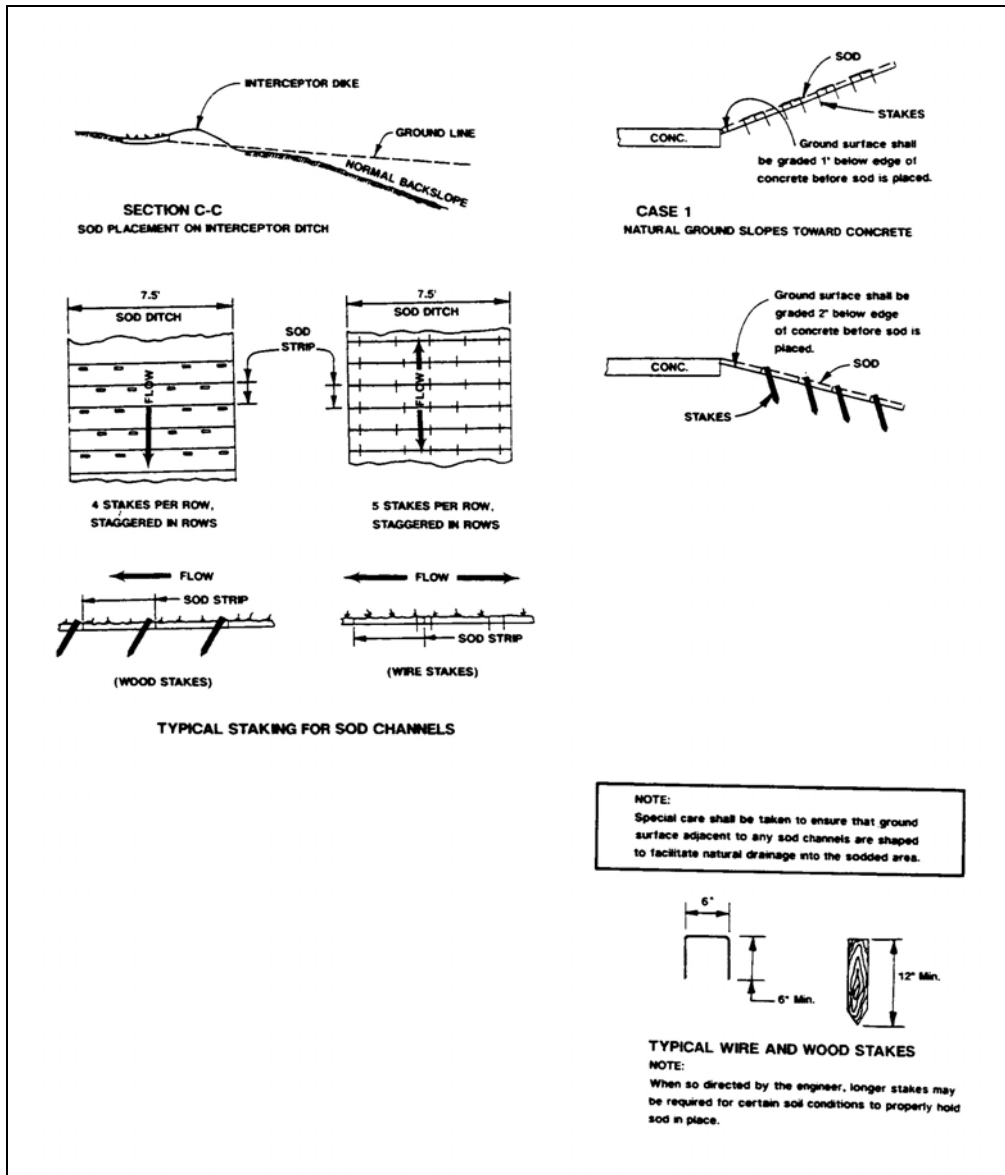 INTERCEPTOR DIKE
GROUND LINE
NORMAL BACKSLOPE
SECTION C-C
SOD PLACEMENT ON INTERCEPTOR DITCH
SOD
STAKES
CONC.
Ground surface shall
be graded 1" below edge of
concrete before sod is placed.
CASE 1
NATURAL GROUND SLOPES TOWARD CONCRETE
7.5'
SOD DITCH
FLOW
SOD
STRIP
7.5'
SOD DITCH
FLOW
4 STAKES PER ROW,
STAGGERED IN ROWS
5 STAKES PER ROW,
STAGGERED IN ROWS
Ground surface shall be
graded 2" below edge
of concrete before sod is
placed.
CONC.
SOD
STAKES
FLOW
SOD STRIP
(WOOD STAKES)
FLOW
SOD STRIP
(WIRE STAKES)
TYPICAL STAKING FOR SOD CHANNELS
NOTE:
Special care shall be taken to ensure that ground
surface adjacent to any sod channels are shaped
to facilitate natural drainage into the sodded area.
6"
6" Min.
12" Min.
TYPICAL WIRE AND WOOD STAKES
NOTE:
When so directed by the engineer, longer stakes may
be required for certain soil conditions to properly hold
sod in place.